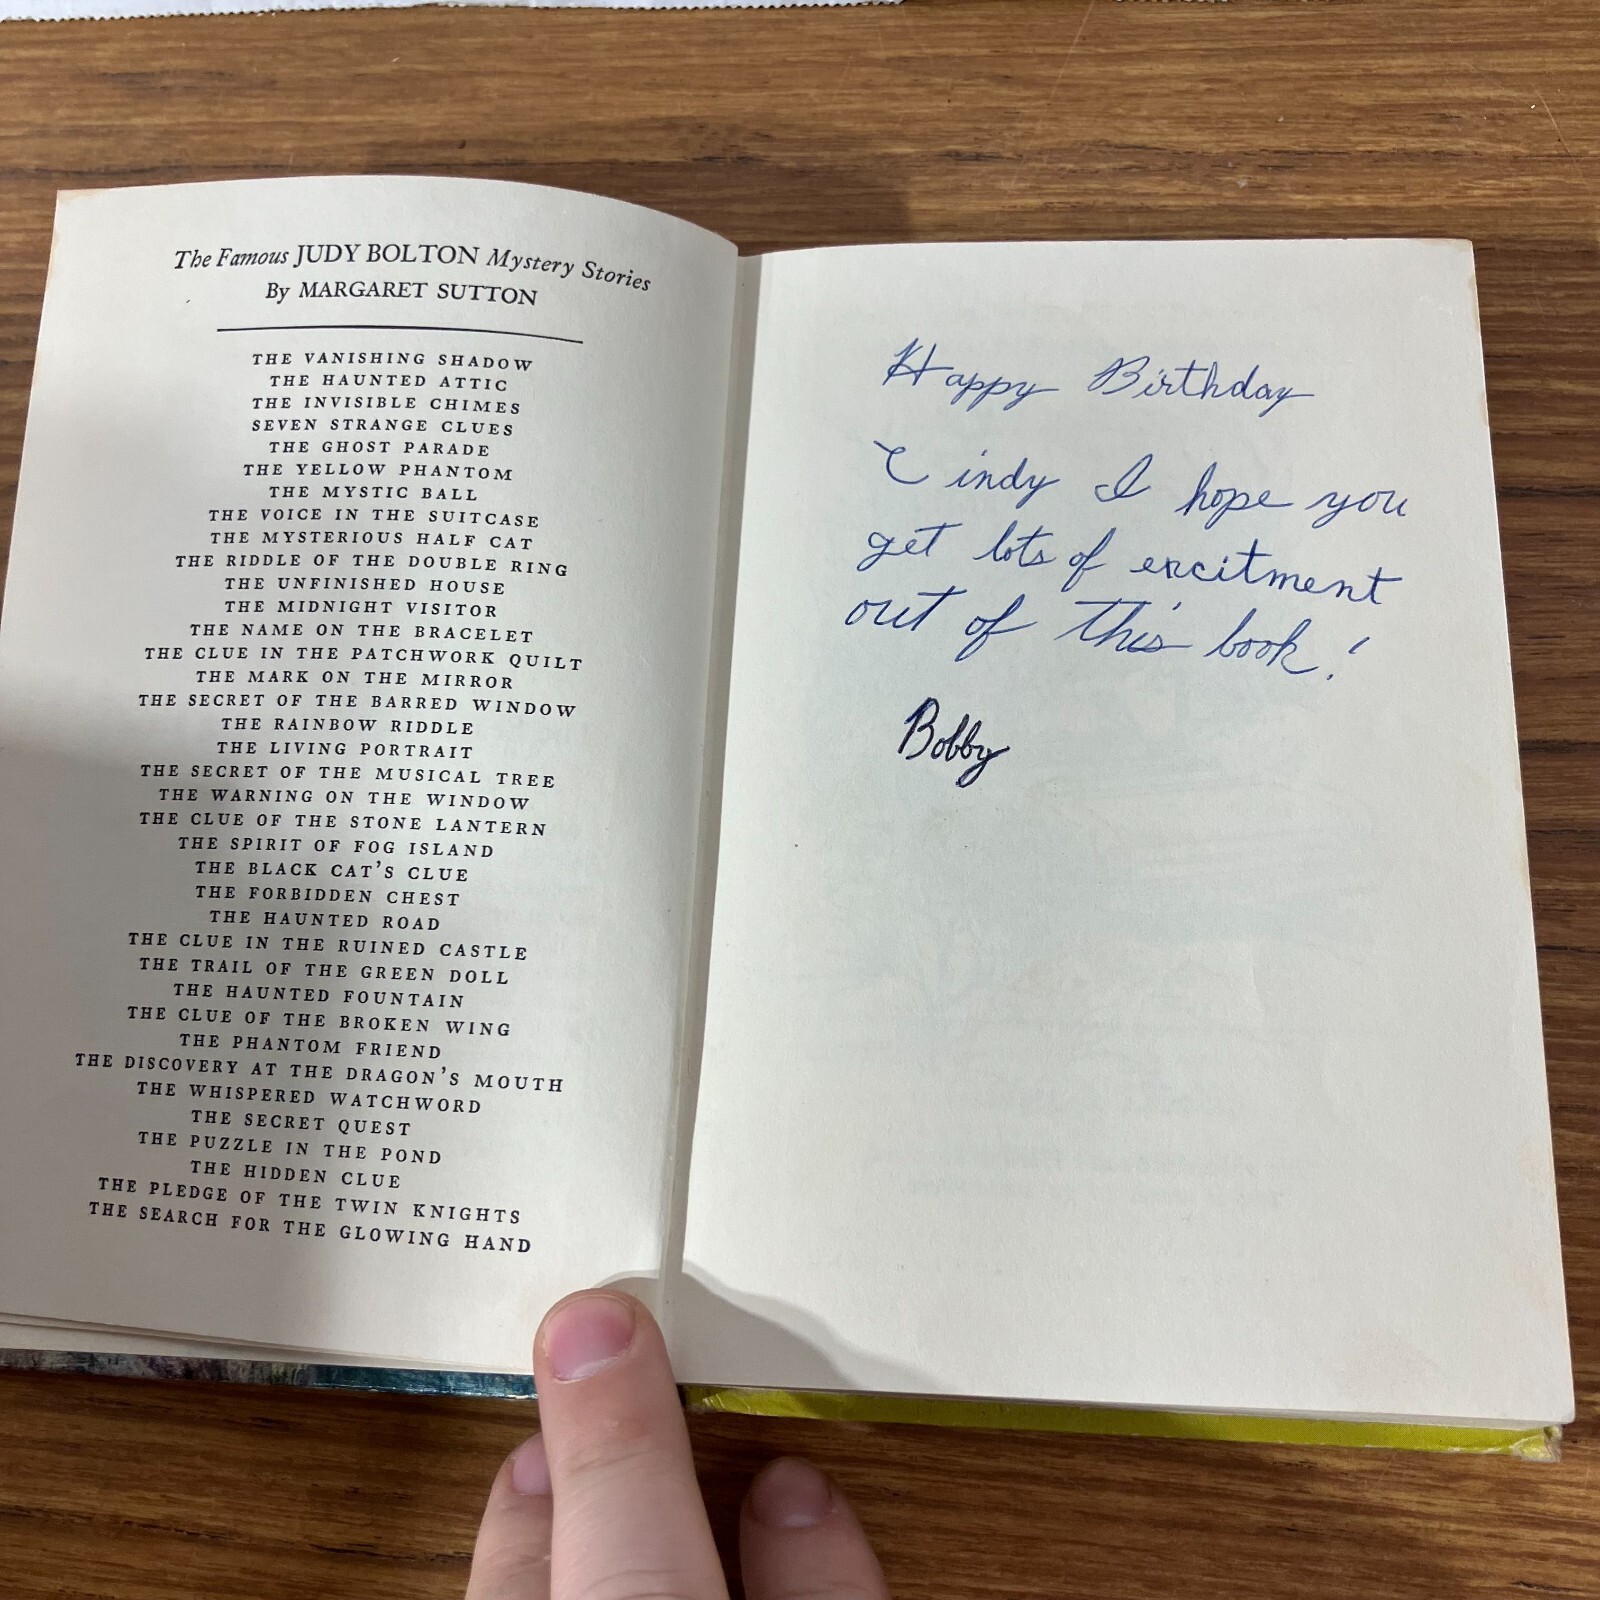 The Famous JUDY BOLTON Mystery Stories
By MARGARET SUTTON
THE VANISHING SHADOW
THE HAUNTED ATTIC
THE INVISIBLE CHIMES
SEVEN STRANGE CLUES
THE GHOST PARADE
THE YELLOW PHANTOM
THE MYSTIC BALL
THE VOICE IN THE SUITCASE
THE MYSTERIOUS HALF CAT
THE RIDDLE OF THE DOUBLE RING
THE UNFINISHED HOUSE
THE MIDNIGHT VISITOR
THE NAME ON THE BRACELET
THE CLUE IN THE PATCHWORK QUILT
THE MARK ON THE MIRROR
THE SECRET OF THE BARRED WINDOW
THE RAINBOW RIDDLE
THE LIVING PORTRAIT
THE SECRET OF THE MUSICAL TREE
THE WARNING ON THE WINDOW
THE CLUE OF THE STONE LANTERN
THE SPIRIT OF FOG ISLAND
THE BLACK CAT'S CLUE
THE FORBIDDEN CHEST
THE HAUNTED ROAD
THE CLUE IN THE RUINED CASTLE
THE TRAIL OF THE GREEN DOLL
THE HAUNTED FOUNTAIN
THE CLUE OF THE BROKEN WING
THE PHANTOM FRIEND
THE DISCOVERY AT THE DRAGON'S MOUTH
THE WHISPERED WATCHWORD
THE SECRET QUEST
THE PUZZLE IN THE POND
THE HIDDEN CLUE
THE PLEDGE OF THE TWIN KNIGHTS
THE SEARCH FOR THE GLOWING HAND
Happy Birthday
Cindy I hope you
get lots of excitment
out of this book!
Bobby